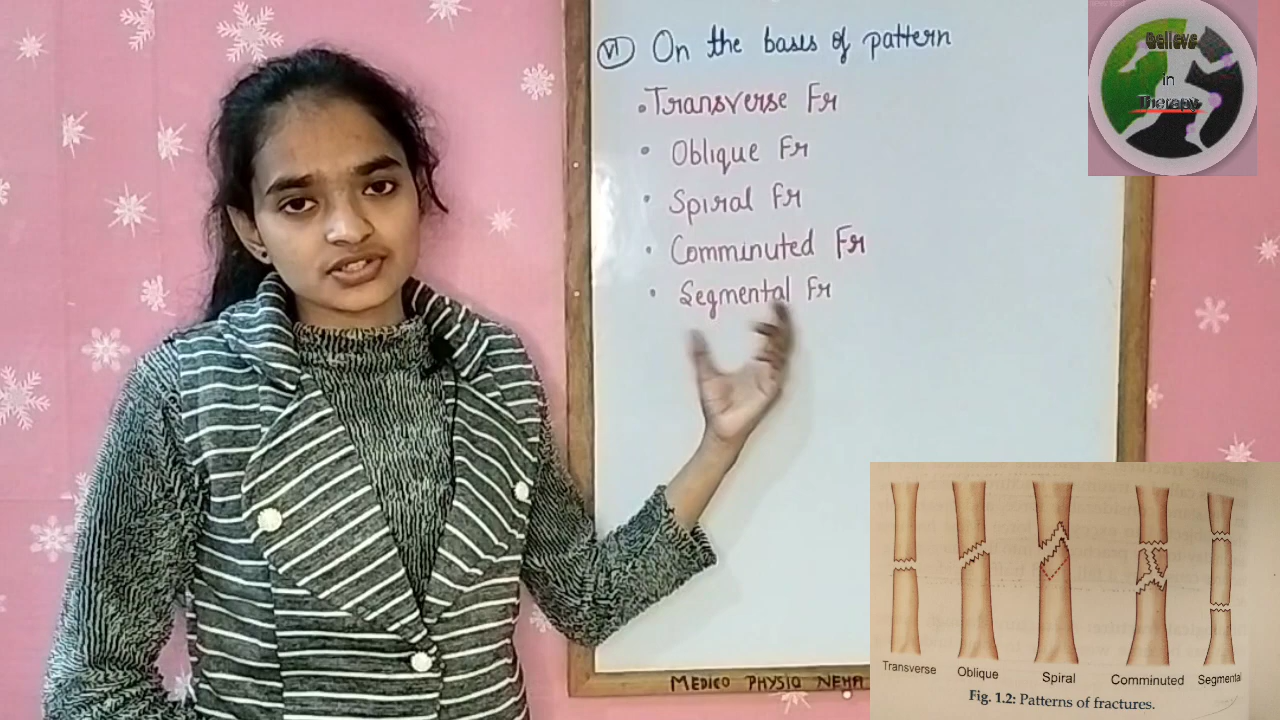 VI On the bases of pattern
• Transverse Fr
• Oblique Fr
• Spiral Fr
• Comminuted Fr
• Segmental Fr
MEDICO PHYSIO NEHA
Believe
in
Therapy
Transverse Oblique Spiral Comminuted Segmental
Fig. 1.2: Patterns of fractures.